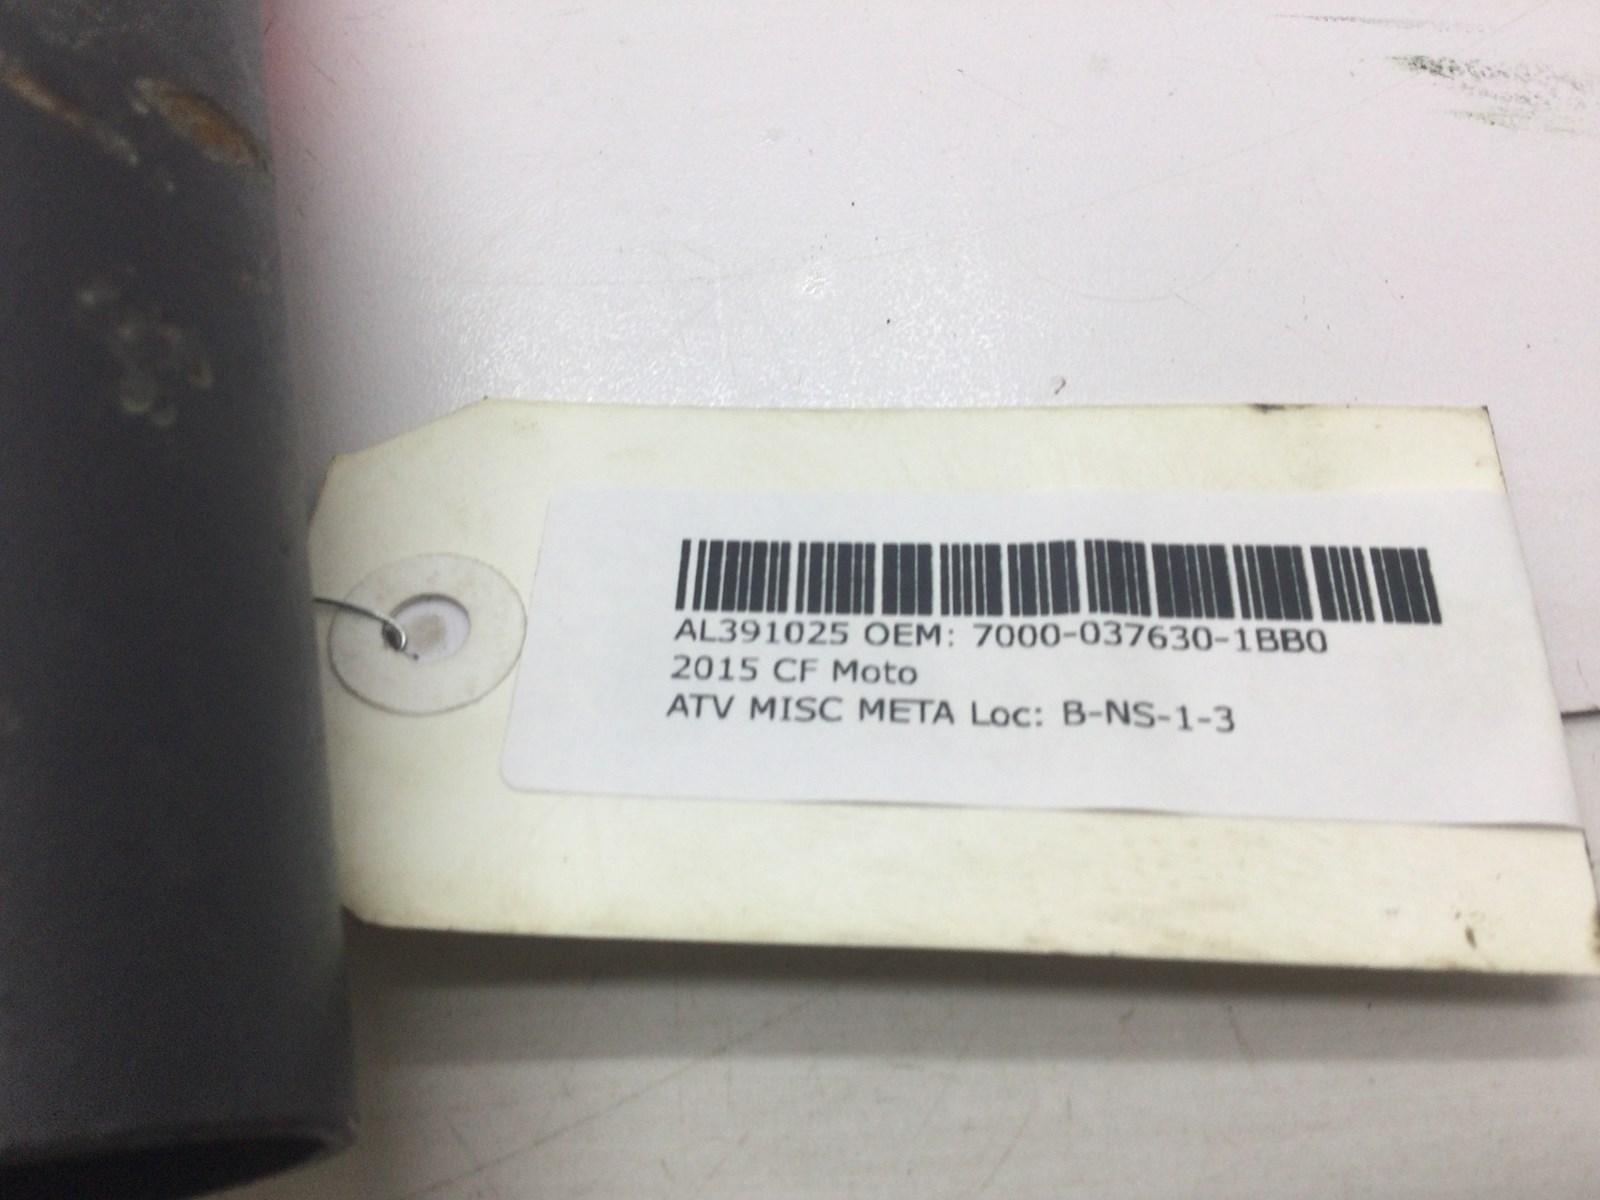 AL391025 OEM: 7000-037630-1BB0
2015 CF Moto
ATV MISC META Loc: B-NS-1-3